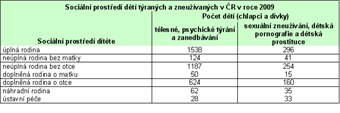 Sociální prostředí dětí týraných a zneužívaných v ČR v roce 2009
Sociální prostředí dítěte
Počet dětí (chlapci a dívky)
tělesné, psychické týrání a zanedbávání
sexuální zneužívání, dětská pornografie a dětská prostituce
úplná rodina 1538 296
neúplná rodina bez matky 124 41
neúplná rodina bez otce 1187 254
doplněná rodina o matku 50 15
doplněná rodina o otce 624 160
náhradní rodina 62 35
ústavní péče 28 33